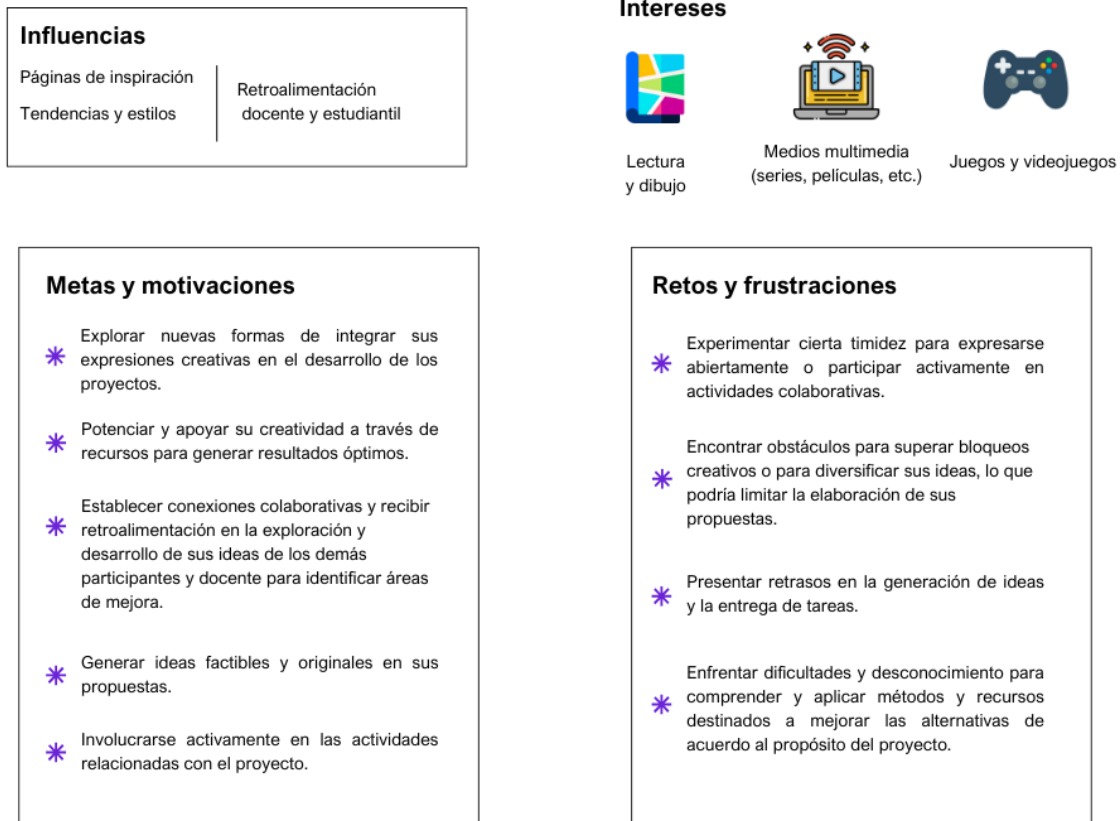 Influencias
Páginas de inspiración
Tendencias y estilos
Retroalimentación
docente y estudiantil
Intereses
Lectura
y dibujo
Medios multimedia
(series, películas, etc.)
Juegos y videojuegos
Metas y motivaciones
Explorar nuevas formas de integrar sus
expresiones creativas en el desarrollo de los
proyectos.
Potenciar y apoyar su creatividad a través de
recursos para generar resultados óptimos.
Establecer conexiones colaborativas y recibir
retroalimentación en la exploración y
desarrollo de sus ideas de los demás
participantes y docente para identificar áreas
de mejora.
Generar ideas factibles y originales en sus
propuestas.
Involucrarse activamente en las actividades
relacionadas con el proyecto.
Retos y frustraciones
Experimentar cierta timidez para expresarse
abiertamente o participar activamente en
actividades colaborativas.
Encontrar obstáculos para superar bloqueos
creativos o para diversificar sus ideas, lo que
podría limitar la elaboración de sus
propuestas.
Presentar retrasos en la generación de ideas
y la entrega de tareas.
Enfrentar dificultades y desconocimiento para
comprender y aplicar métodos y recursos
destinados a mejorar las alternativas de
acuerdo al propósito del proyecto.